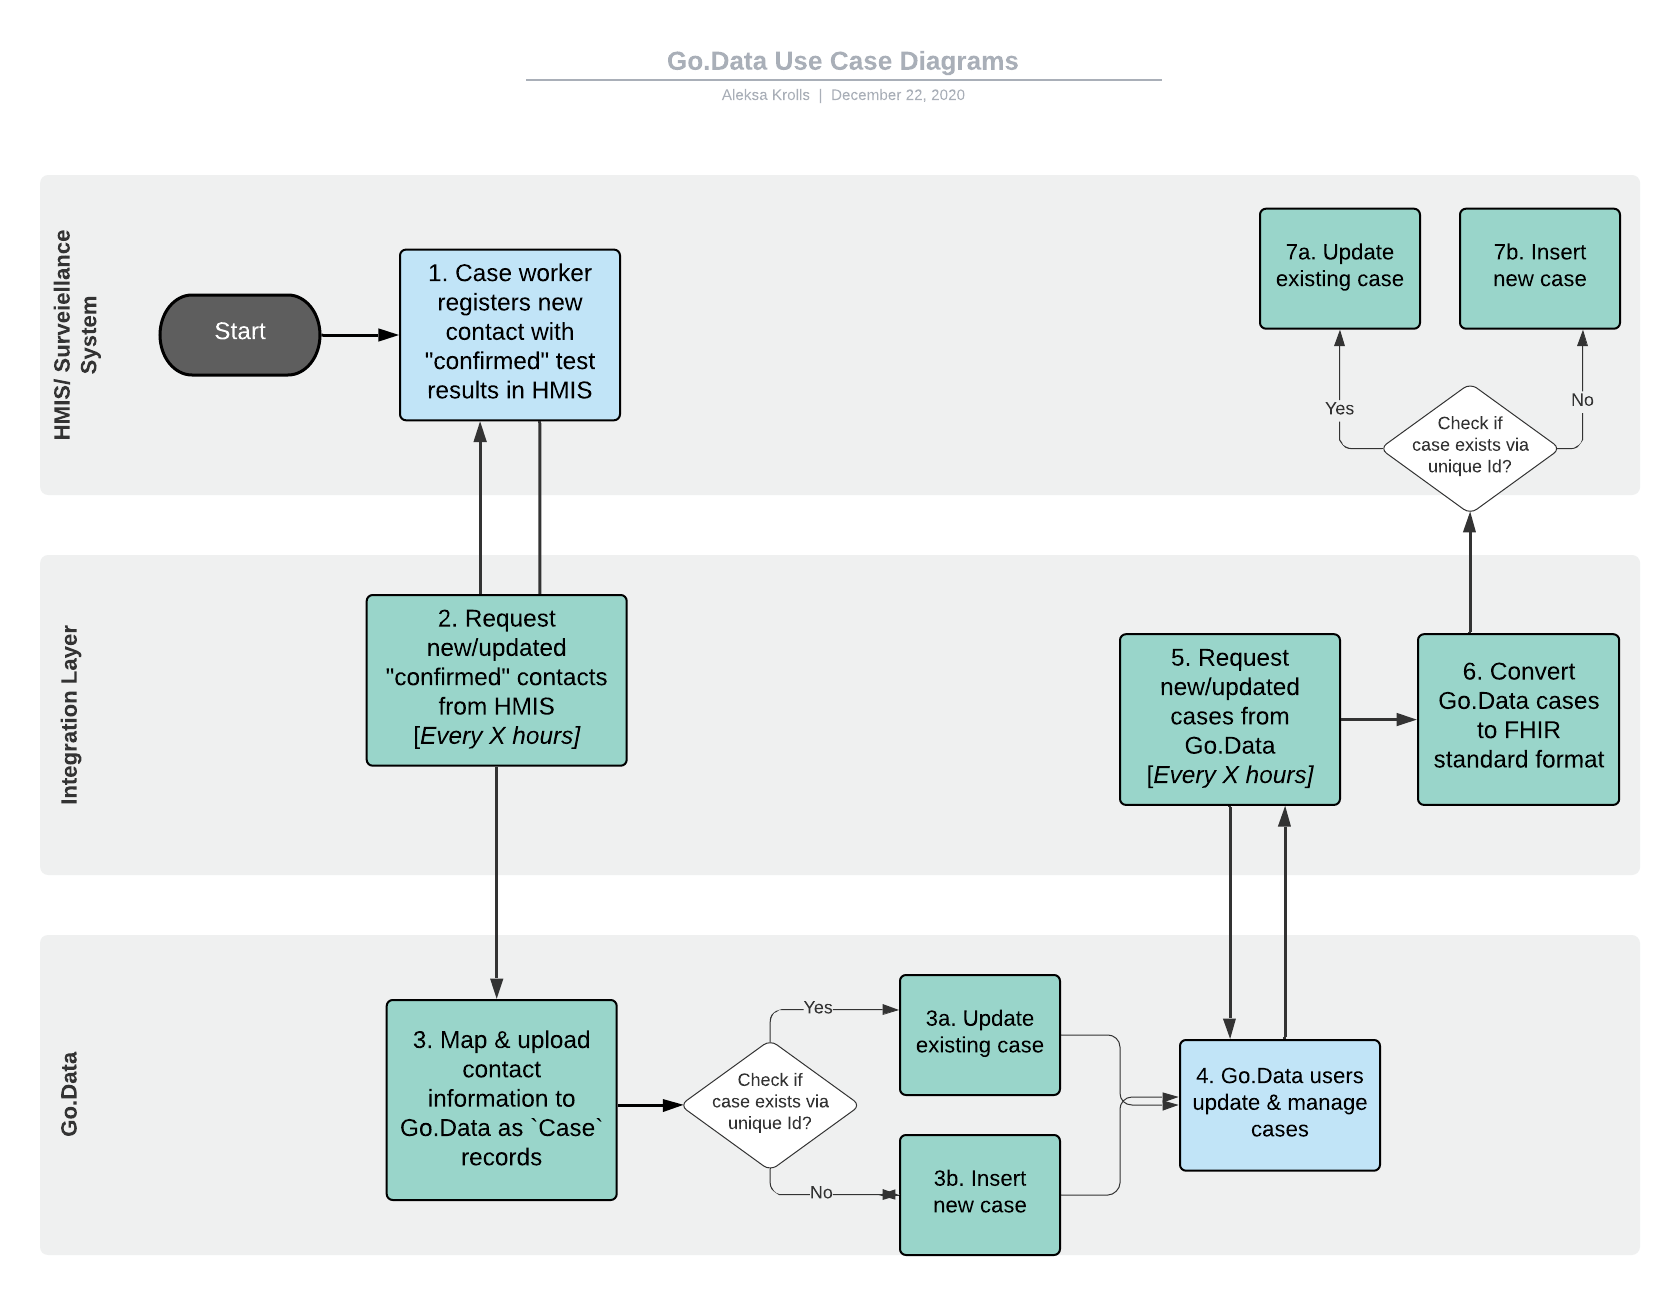 Go.Data Use Case Diagrams
Aleksa Krolls | December 22, 2020
HMIS/ Surveiellance
System
Start
1. Case worker
registers new
contact with
"confirmed" test
results in HMIS
7a. Update
existing case
7b. Insert
new case
Yes
No
Check if
case exists via
unique Id?
Integration Layer
2. Request
new/updated
"confirmed" contacts
from HMIS
[Every X hours]
5. Request
new/updated
cases from
Go.Data
[Every X hours]
6. Convert
Go.Data cases
to FHIR
standard format
Go.Data
3. Map & upload
contact
information to
Go.Data as `Case`
records
Check if
case exists via
unique Id?
Yes
No
3a. Update
existing case
3b. Insert
new case
4. Go.Data users
update & manage
cases